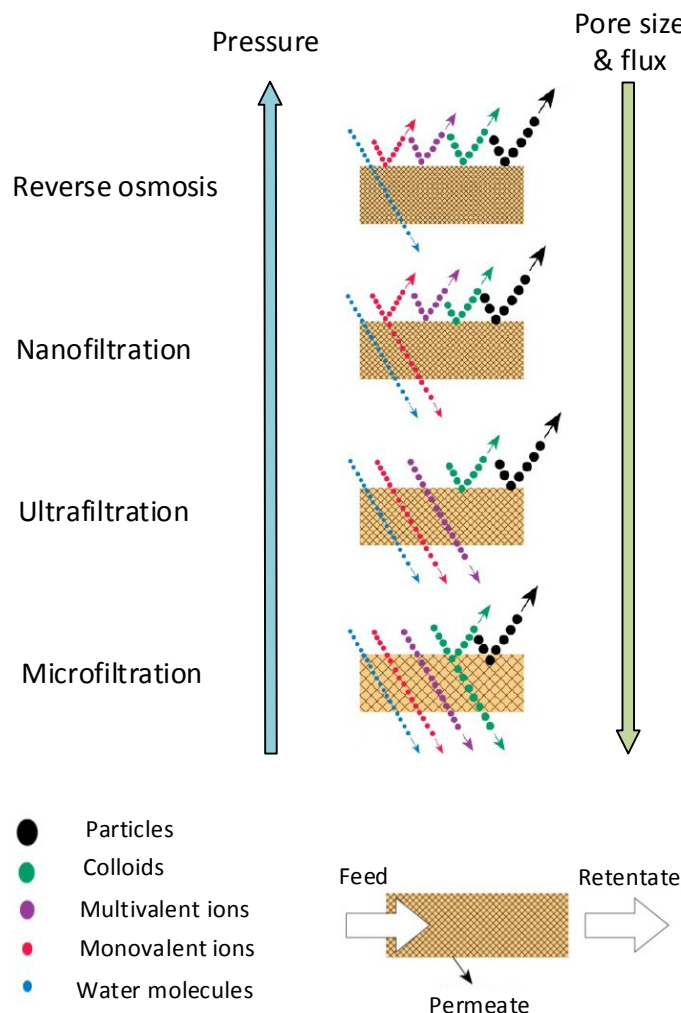 Pressure
Pore size
& flux
Reverse osmosis
Nanofiltration
Ultrafiltration
Microfiltration
Particles
Colloids
Multivalent ions
Monovalent ions
Water molecules
Feed
Retentate
Permeate